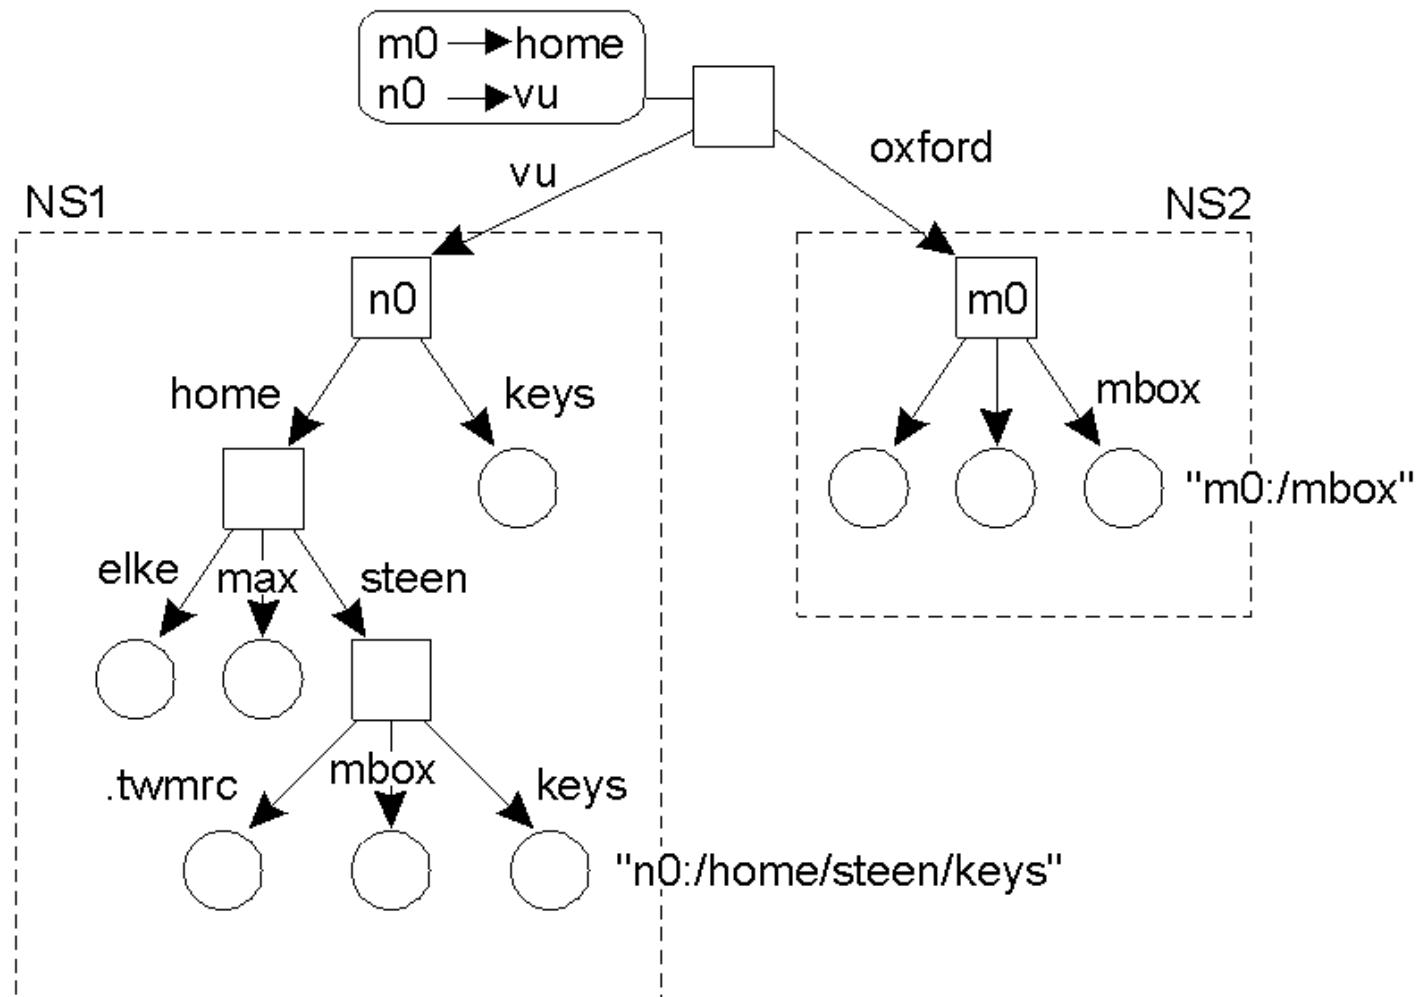 m0 → home
n0 → vu
vu
oxford
NS1
NS2
n0
m0
home
keys
mbox
"m0:/mbox"
elke
max
steen
.twmrc
mbox
keys
"n0:/home/steen/keys"